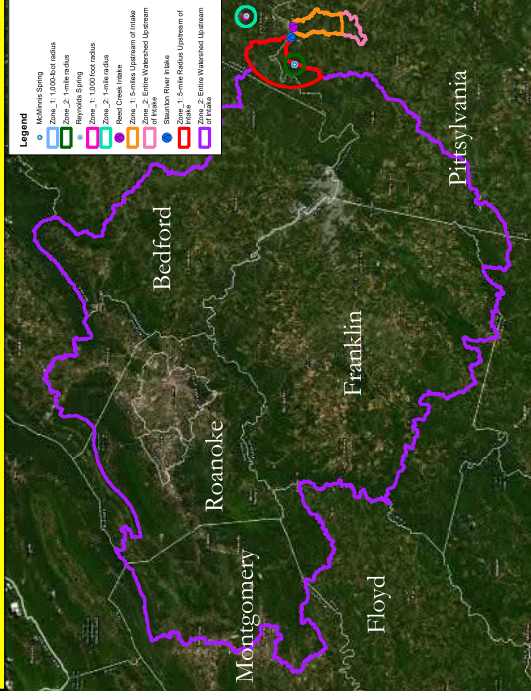 Legend
McMinnis Spring
Zone_1: 1,000-foot radius
Zone_2: 1-mile radius
Reynolds Spring
Zone_1: 1,000 foot radius
Zone_2: 1-mile radius
Reed Creek Intake
Zone_1: 5-miles Upstream of Intake
Zone_2: Entire Watershed Upstream
of Intake
Staunton River Intake
Zone_1: 5-mile Radius Upstream of
Intake
Zone_2: Entire Watershed Upstream
of Intake
Bedford
Pittsylvania
Roanoke
Franklin
Montgomery
Floyd